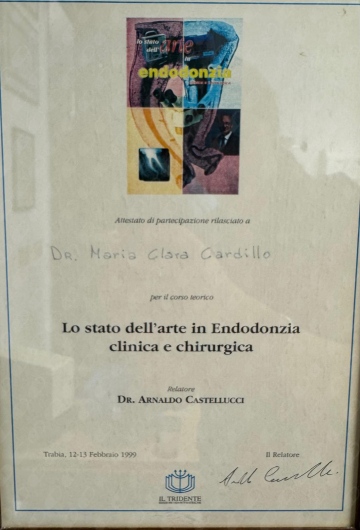 lo stato
dell'arte
in
endodonzia
Attestato di partecipazione rilasciato a
DR. Maria Clara Cardillo
per il corso teorico
Lo stato dell'arte in Endodonzia
clinica e chirurgica
Relatore
DR. ARNALDO CASTELLUCCI
Trabia, 12-13 Febbraio 1999
Il Relatore
IL TRIDENTE